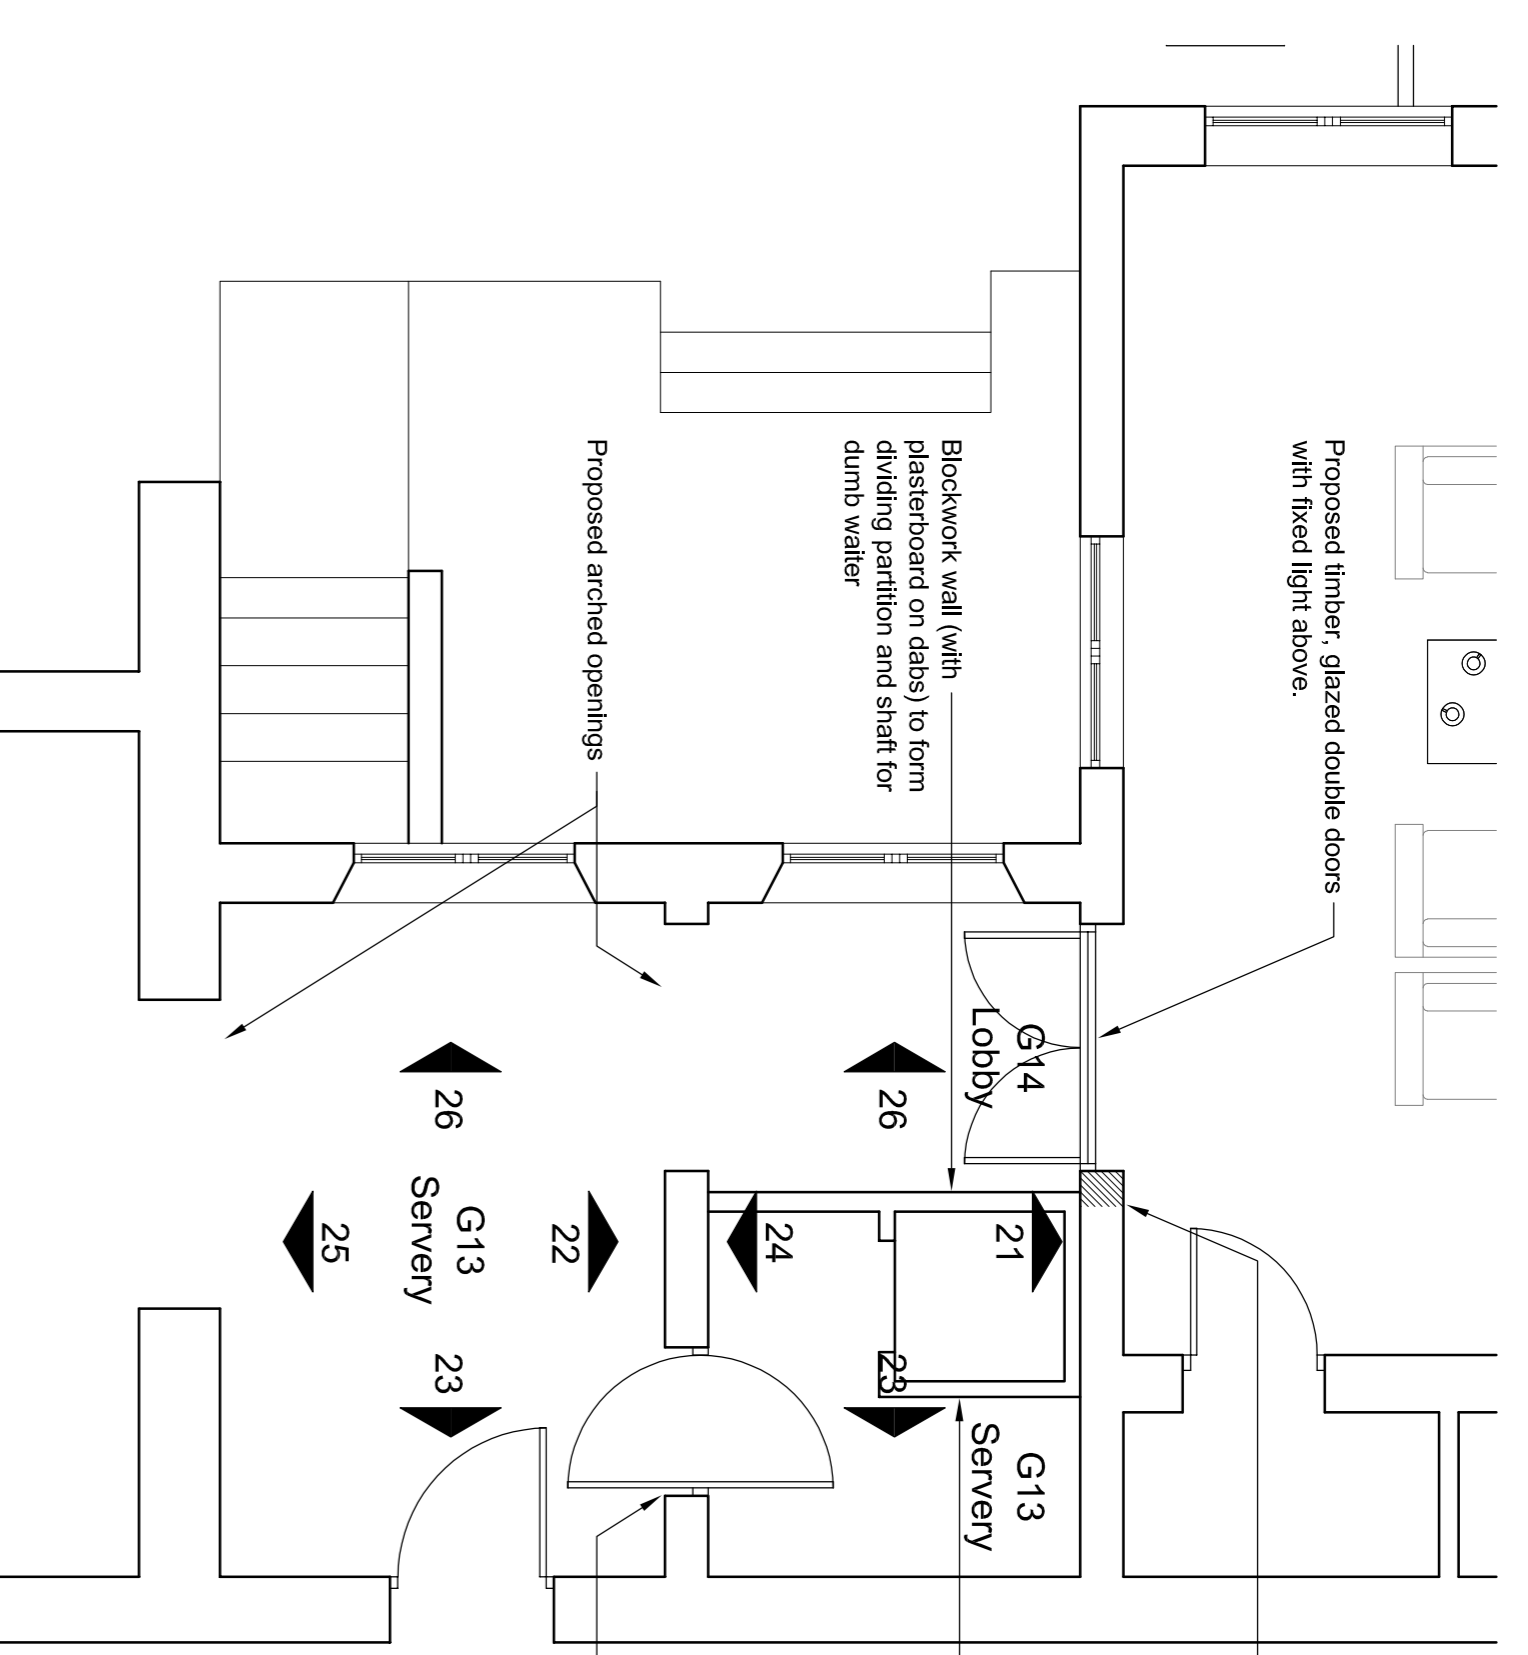 Proposed timber, glazed double doors
with fixed light above.
Blockwork wall (with
plasterboard on dabs) to form
dividing partition and shaft for
dumb waiter
Proposed arched openings
G14
Lobby
26
26
21
24
22
25
G13
Servery
23
23
G13
Servery